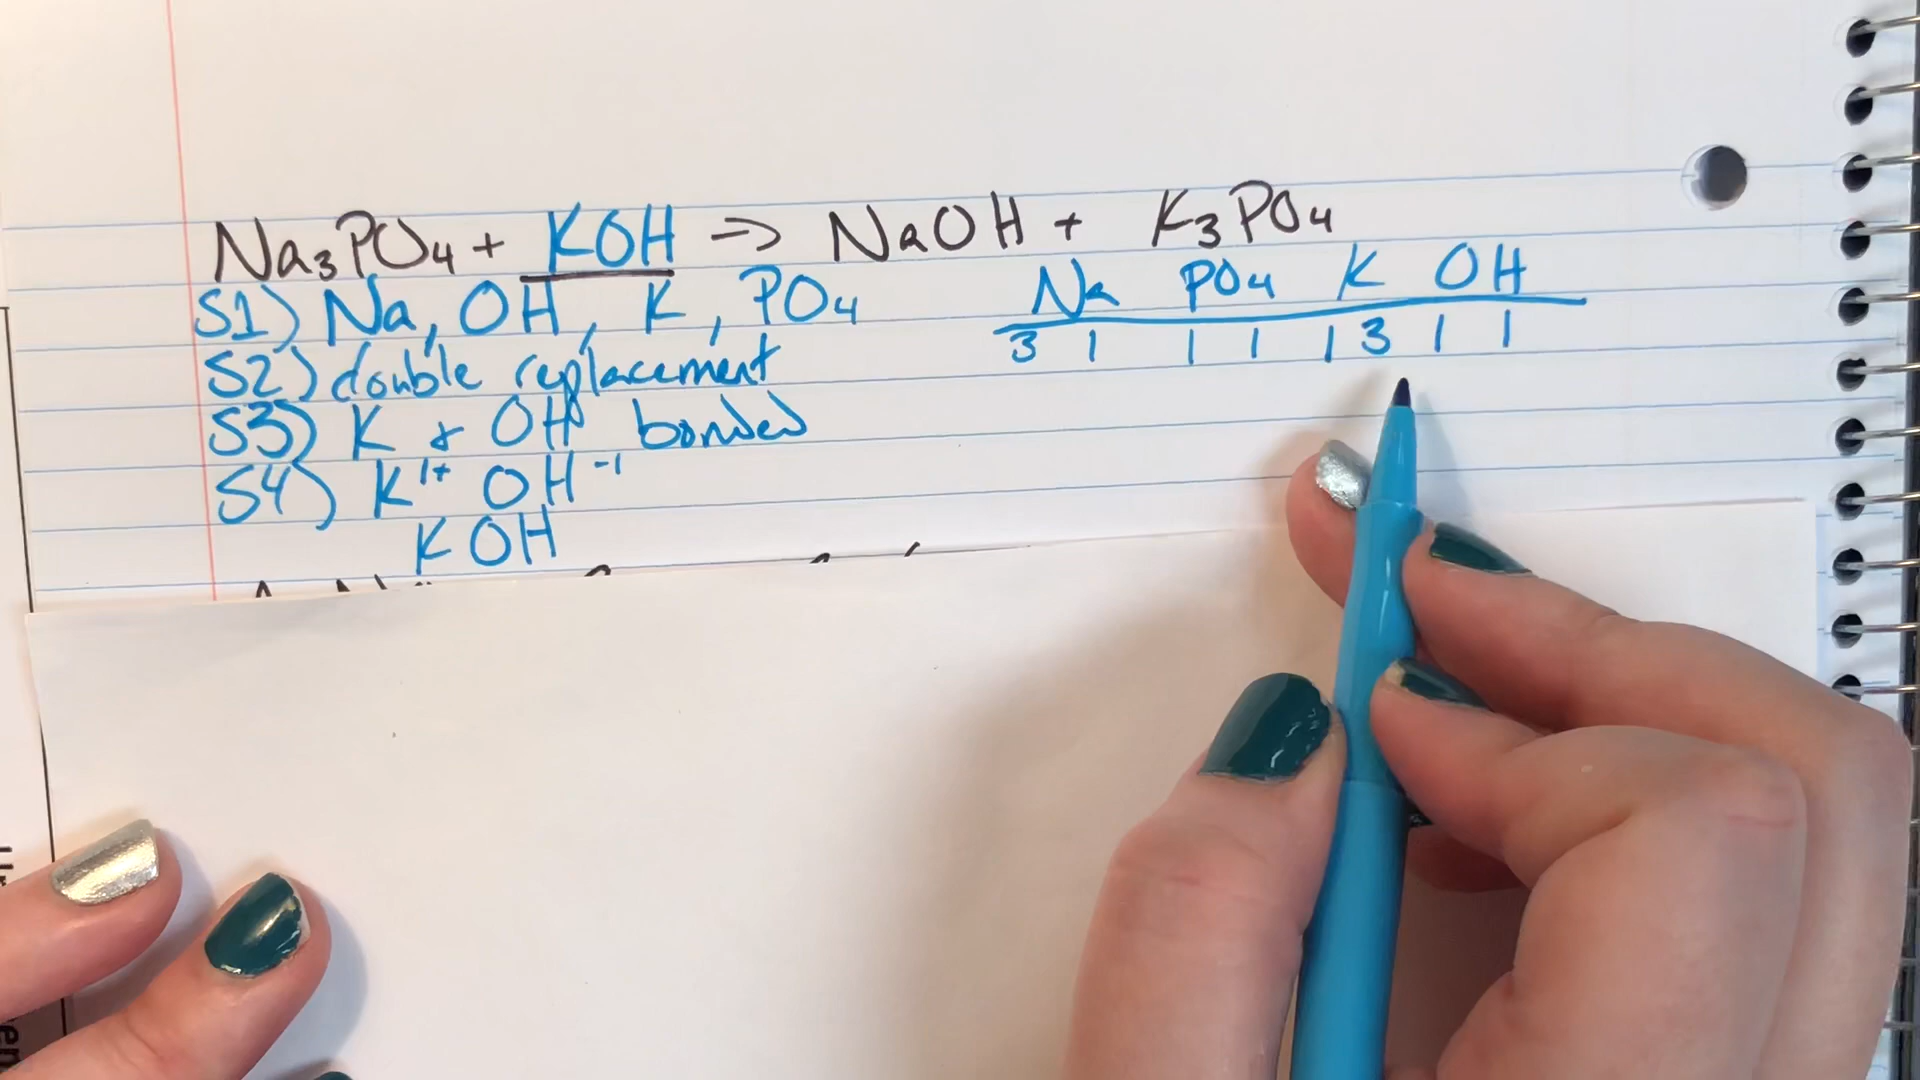 Na₃PO₄ + KOH => NaOH + K₃PO₄
S1) Na, OH, K, PO₄
S2) double replacement
S3) K & OH bonded
S4) K¹⁺ OH⁻¹
KOH
Na PO₄ K OH
3 1 1 1 1 3 1 1